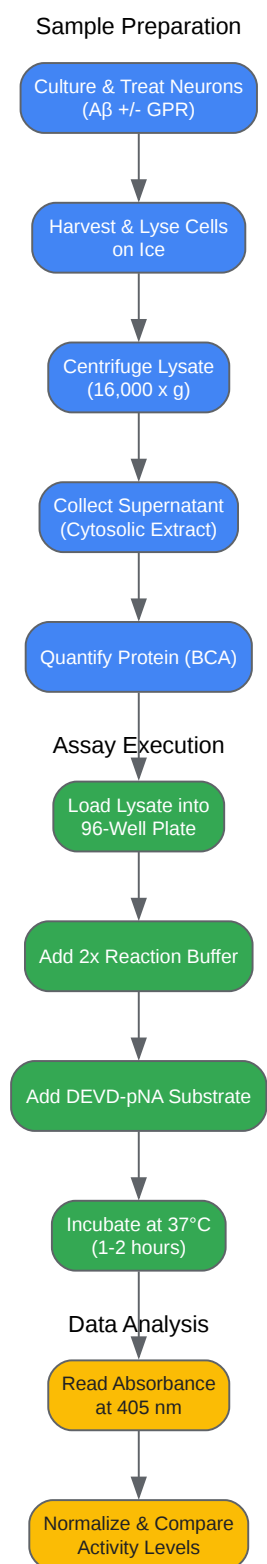 Sample Preparation
Culture & Treat Neurons
(Aβ +/- GPR)
Harvest & Lyse Cells
on Ice
Centrifuge Lysate
(16,000 x g)
Collect Supernatant
(Cytosolic Extract)
Quantify Protein (BCA)
Assay Execution
Load Lysate into
96-Well Plate
Add 2x Reaction Buffer
Add DEVD-pNA Substrate
Incubate at 37°C
(1-2 hours)
Data Analysis
Read Absorbance
at 405 nm
Normalize & Compare
Activity Levels